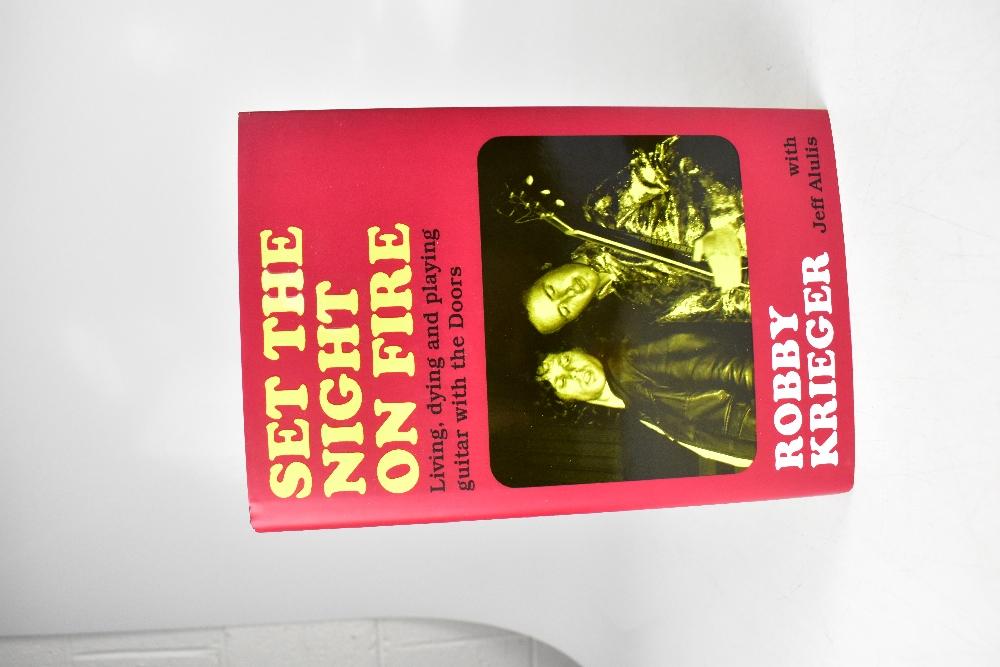 SET THE
NIGHT
ON FIRE
Living, dying and playing
guitar with the Doors
ROBBY
KRIEGER
with
Jeff Alulis